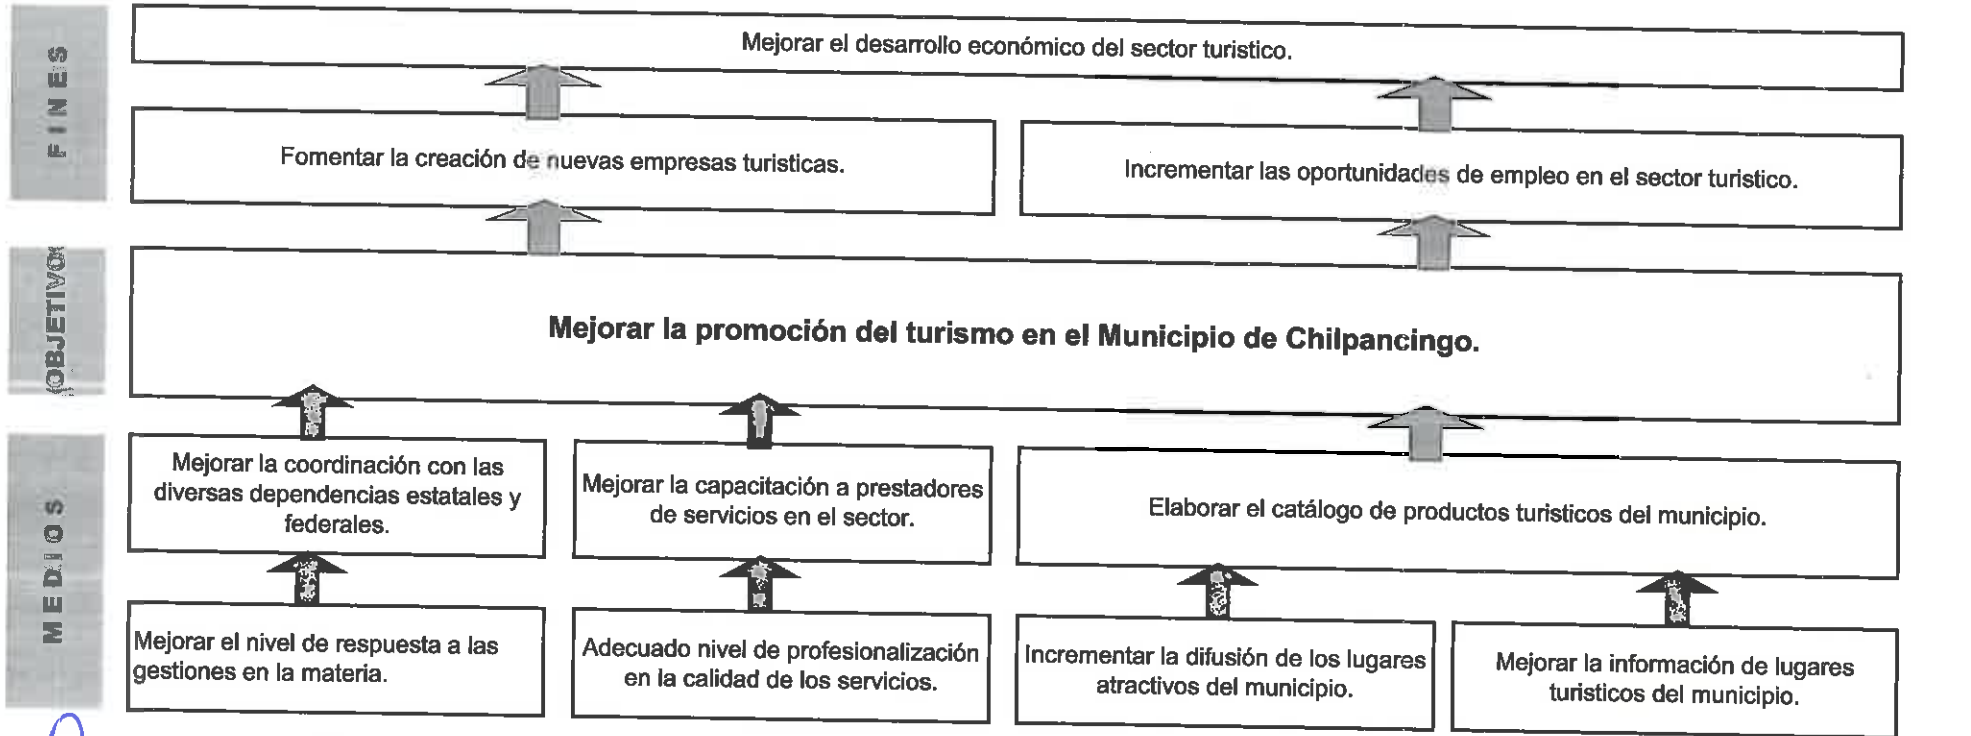 FINES
Mejorar el desarrollo económico del sector turistico.
Fomentar la creación de nuevas empresas turisticas.
Incrementar las oportunidades de empleo en el sector turistico.
OBJETIVO
Mejorar la promoción del turismo en el Municipio de Chilpancingo.
MEDIOS
Mejorar la coordinación con las
diversas dependencias estatales y
federales.
Mejorar la capacitación a prestadores
de servicios en el sector.
Elaborar el catálogo de productos turisticos del municipio.
Mejorar el nivel de respuesta a las
gestiones en la materia.
Adecuado nivel de profesionalización
en la calidad de los servicios.
Incrementar la difusión de los lugares
atractivos del municipio.
Mejorar la información de lugares
turisticos del municipio.